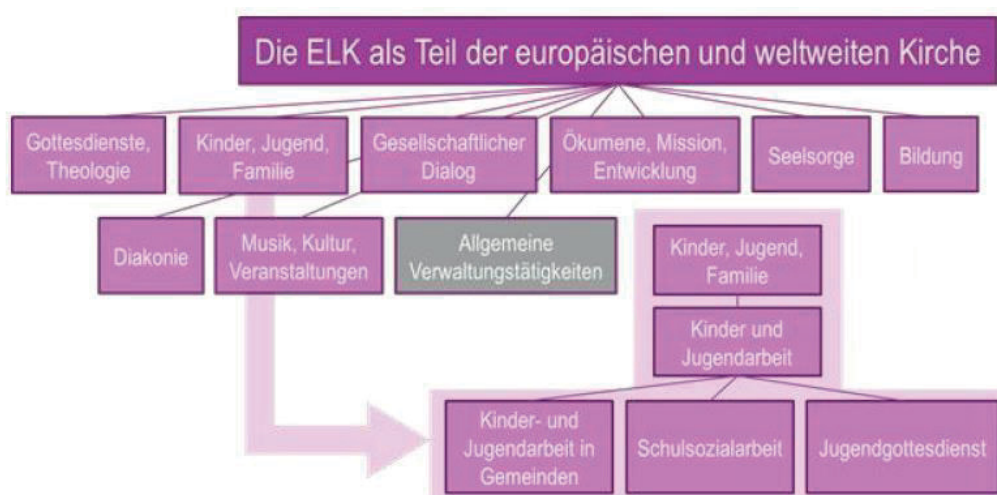 Die ELK als Teil der europäischen und weltweiten Kirche
Gottesdienste,
Theologie
Kinder, Jugend,
Familie
Gesellschaftlicher
Dialog
Ökumene, Mission,
Entwicklung
Seelsorge
Bildung
Diakonie
Musik, Kultur,
Veranstaltungen
Allgemeine
Verwaltungstätigkeiten
Kinder, Jugend,
Familie
Kinder und
Jugendarbeit
Kinder- und
Jugendarbeit in
Gemeinden
Schulsozialarbeit
Jugendgottesdienst